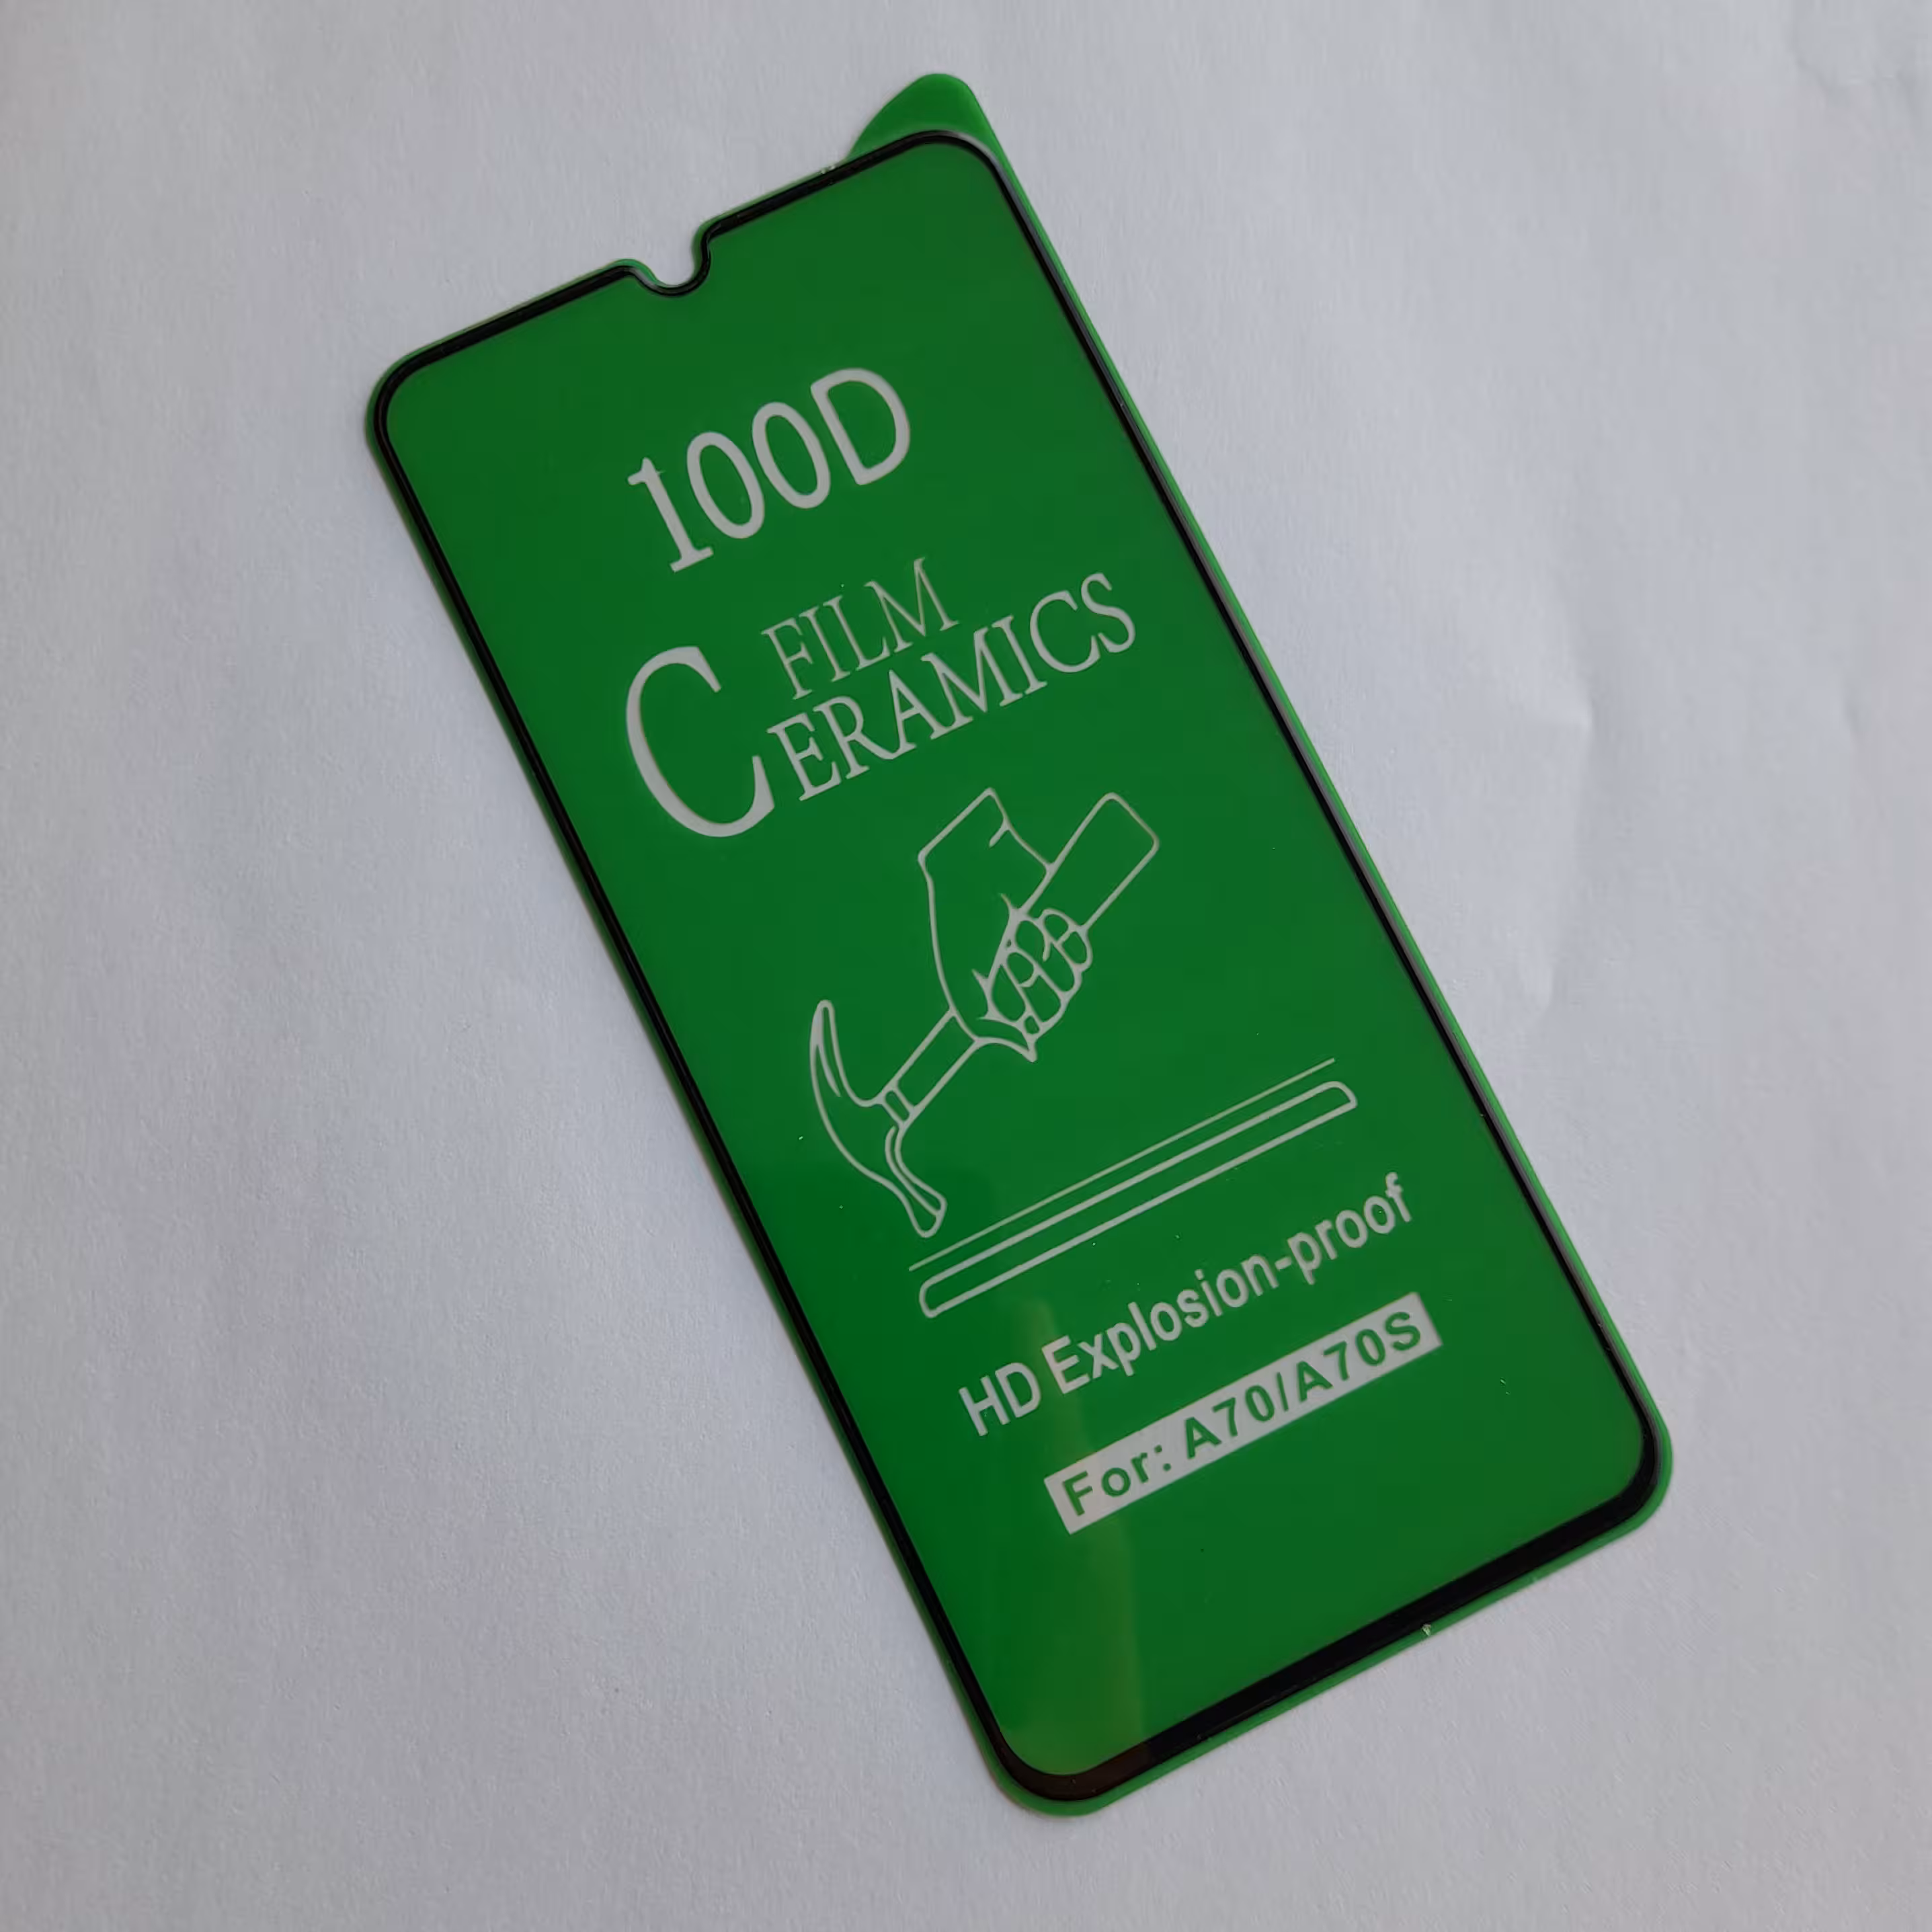 100D
FILM
CERAMICS
HD Explosion-proof
For: A70/A70S